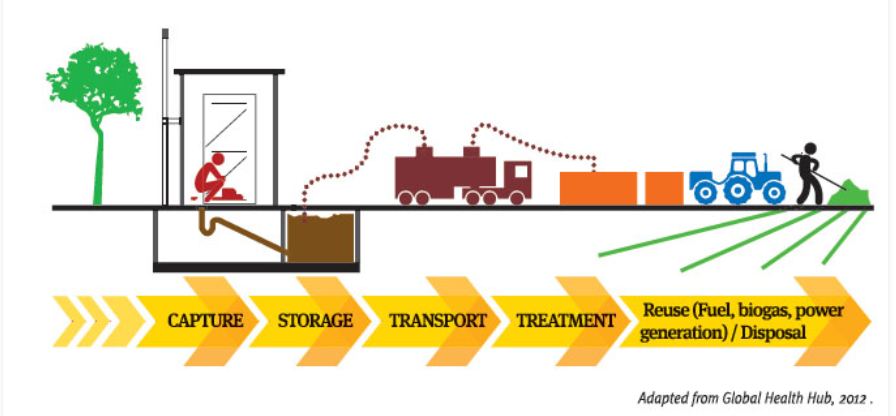 CAPTURE
STORAGE
TRANSPORT
TREATMENT
Reuse (Fuel, biogas, power
generation) / Disposal
Adapted from Global Health Hub, 2012 .